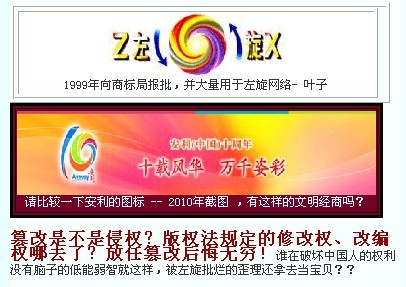 Z左旋X
1999年向商标局报批，并大量用于左旋网络- 叶子
安利(中国)十周年
十载风华 万千姿彩
Amway
请比较一下安利的图标 -- 2010年截图 ，有这样的文明经商吗？
篡改是不是侵权？版权法规定的修改权、改编
权哪去了？放任篡改后悔无穷！谁在破坏中国人的权利
没有脑子的低能弱智就这样，被左旋批烂的歪理还拿去当宝贝？？